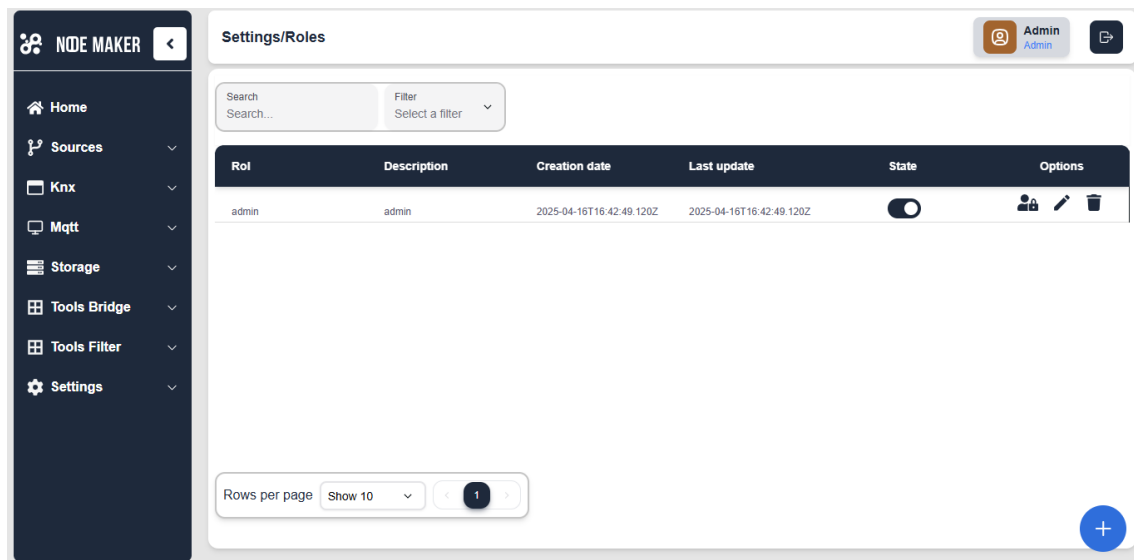 NODE MAKER
Home
Sources
Knx
Mqtt
Storage
Tools Bridge
Tools Filter
Settings
Settings/Roles
Admin
Admin
Search
Search...
Filter
Select a filter
Rol Description Creation date Last update State Options
admin admin 2025-04-16T16:42:49.120Z 2025-04-16T16:42:49.120Z
Rows per page Show 10 1